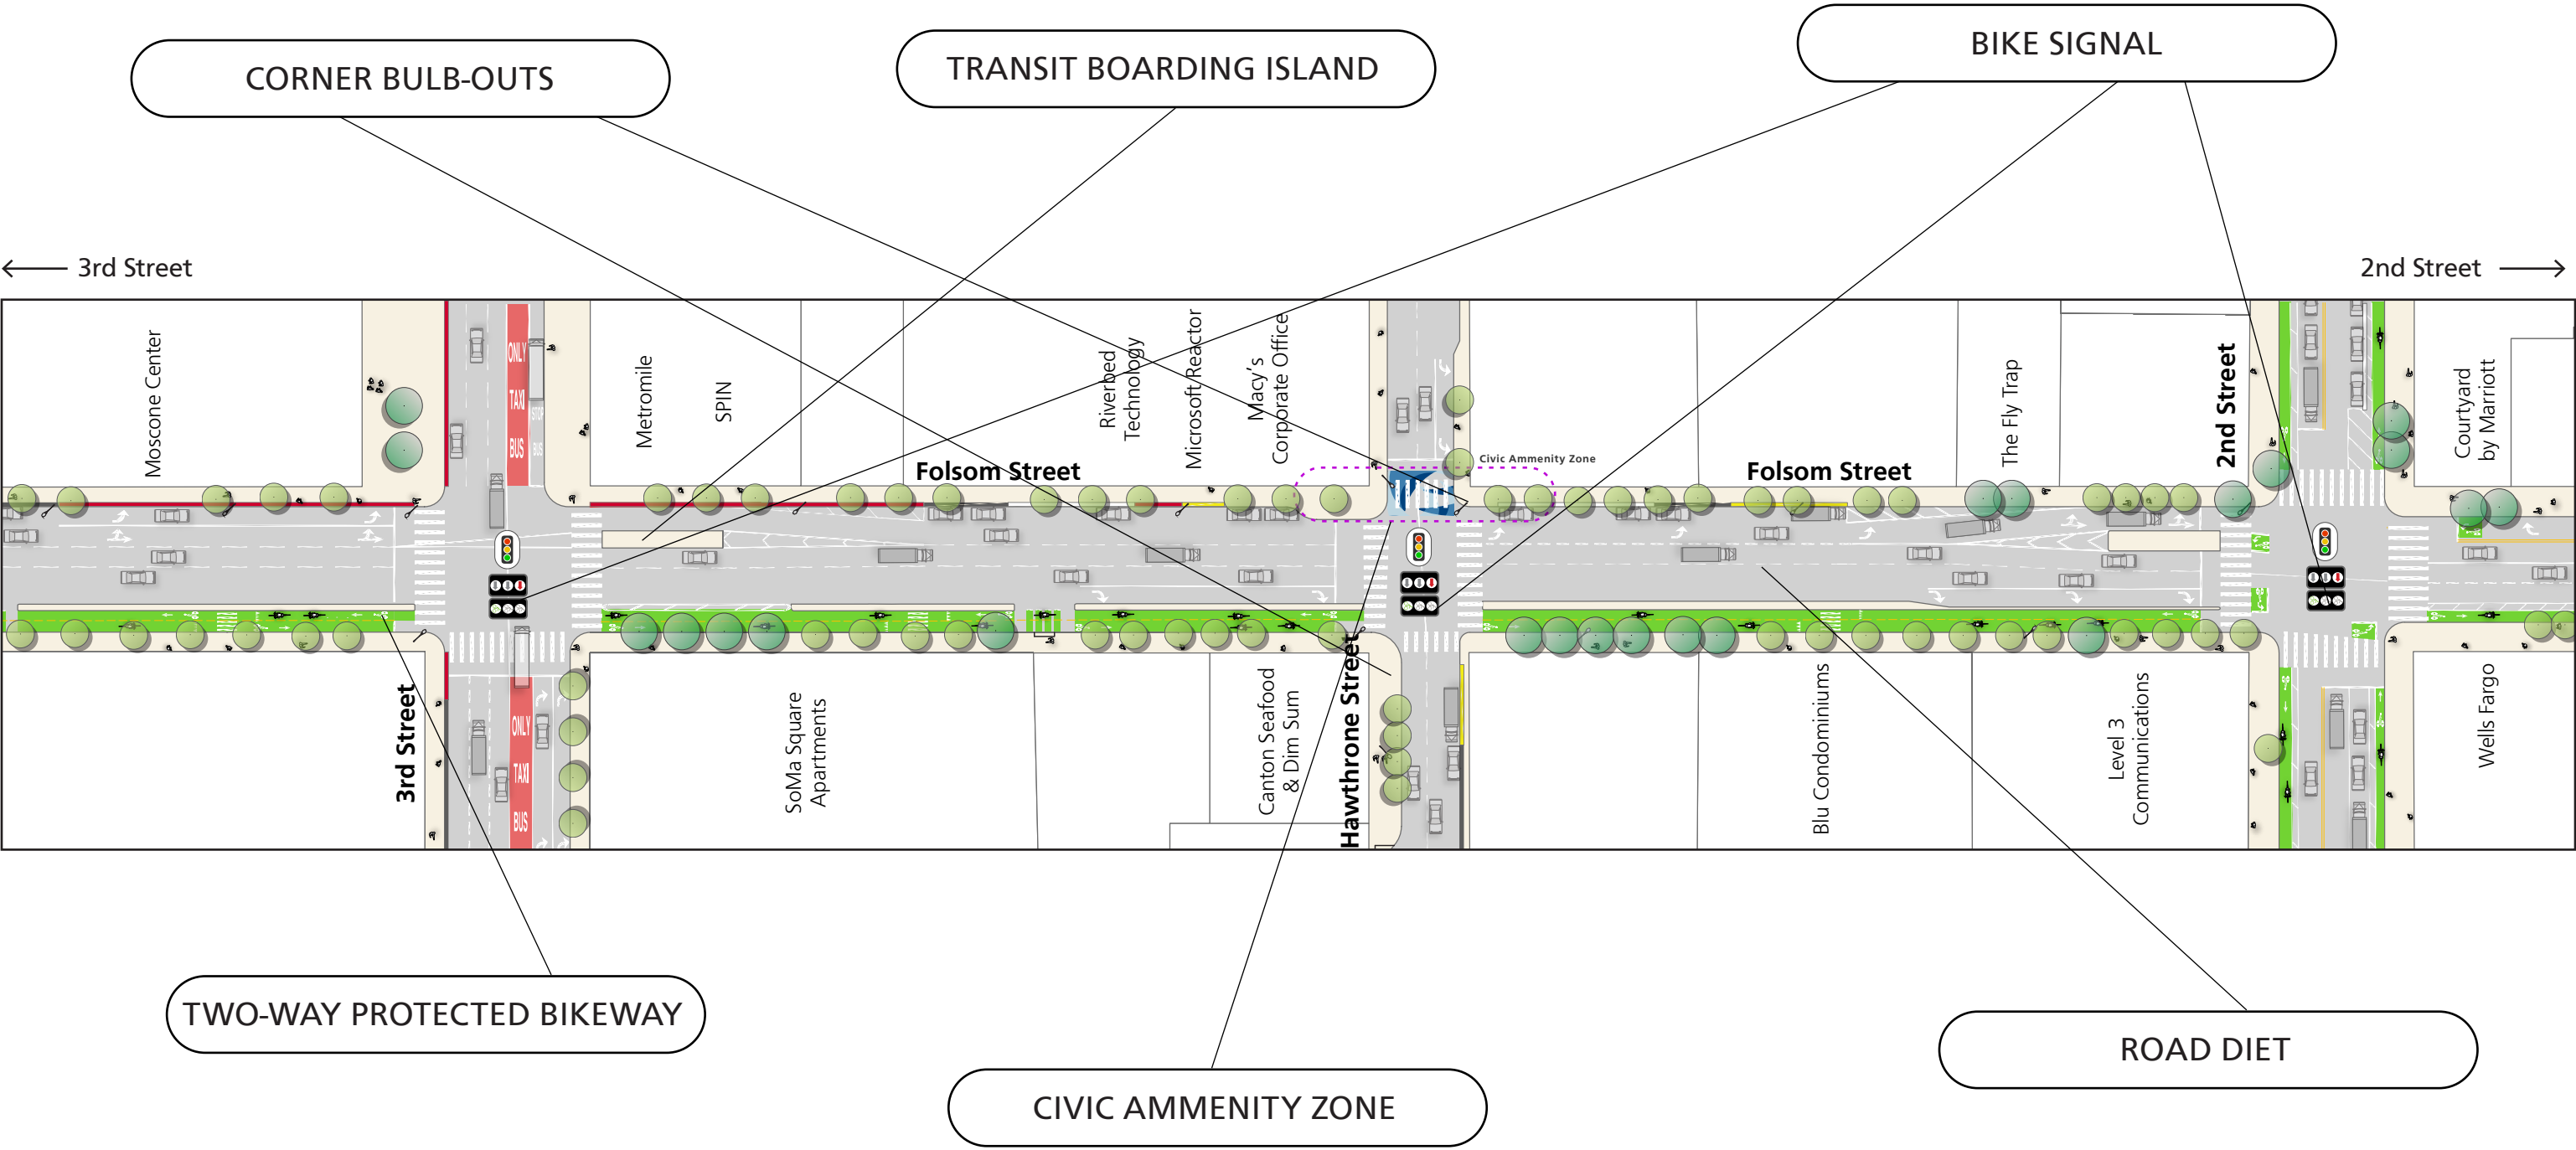 CORNER BULB-OUTS
TRANSIT BOARDING ISLAND
BIKE SIGNAL
3rd Street
2nd Street
Moscone Center
ONLY
TAXI
BUS
STOP
BUS
Metromile
SPIN
Riverbed
Technology
Microsoft Reactor
Macy's
Corporate Office
The Fly Trap
2nd Street
Courtyard
by Marriott
Folsom Street
Civic Ammenity Zone
Folsom Street
3rd Street
ONLY
TAXI
BUS
SoMa Square
Apartments
Canton Seafood
& Dim Sum
Hawthrone Street
Blu Condominiums
Level 3
Communications
Wells Fargo
TWO-WAY PROTECTED BIKEWAY
CIVIC AMMENITY ZONE
ROAD DIET